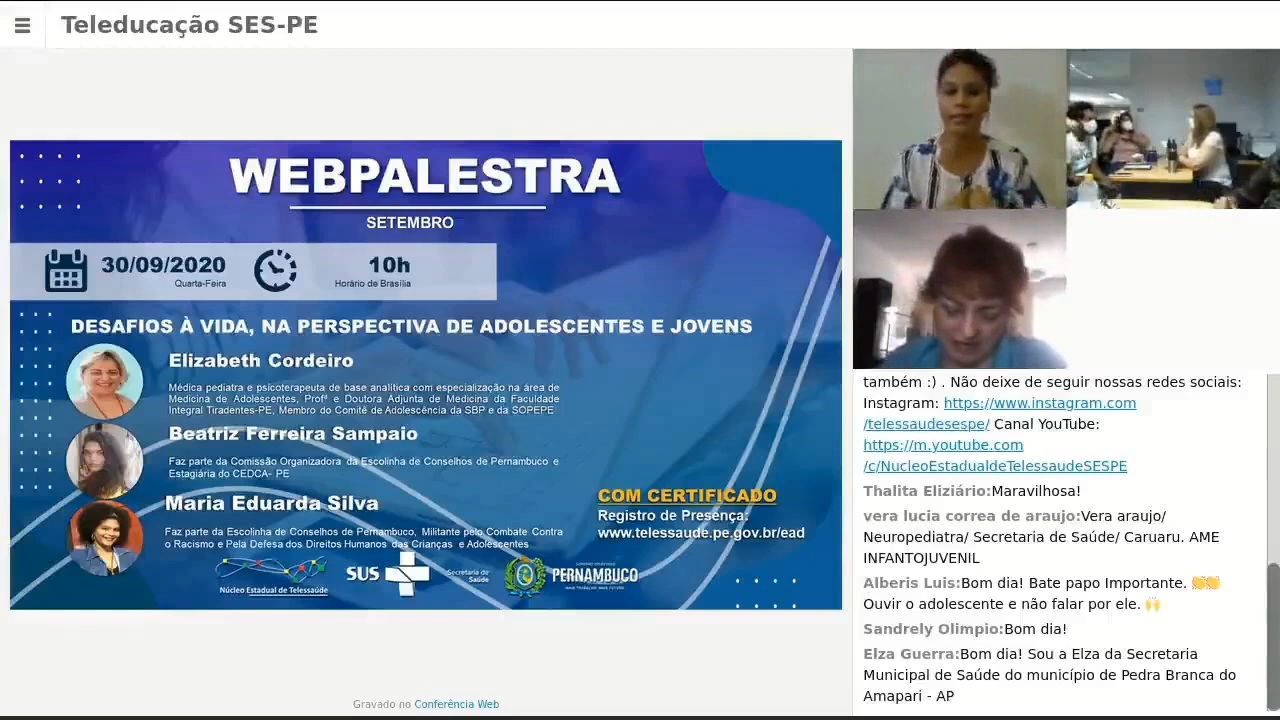 Teleducação SES-PE
WEBPALESTRA
SETEMBRO
30/09/2020
Quarta-Feira
10h
Horário de Brasília
DESAFIOS À VIDA, NA PERSPECTIVA DE ADOLESCENTES E JOVENS
Elizabeth Cordeiro
Médica pediatra e psicoterapeuta de base analítica com especialização na área de
Medicina de Adolescentes, Profª e Doutora Adjunta de Medicina da Faculdade
Integral Tiradentes-PE, Membro do Comitê de Adolescência da SBP e da SOPEPE
Beatriz Ferreira Sampaio
Faz parte da Comissão Organizadora da Escolinha de Conselhos de Pernambuco e
Estagiária do CEDCA- PE
Maria Eduarda Silva
Faz parte da Escolinha de Conselhos de Pernambuco, Militante pelo Combate Contra
o Racismo e Pela Defesa dos Direitos Humanos das Crianças e Adolescentes
COM CERTIFICADO
Registro de Presença:
www.telessaude.pe.gov.br/ead
Núcleo Estadual de Telessaúde
SUS
Secretaria de
Saúde
PERNAMBUCO
Gravado no Conferência Web
também :) . Não deixe de seguir nossas redes sociais:
Instagram: https://www.instagram.com
/telessaudesespe/ Canal YouTube:
https://m.youtube.com
/c/NucleoEstadualdeTelessaudeSESPE
Thalita Eliziário:Maravilhosa!
vera lucia correa de araujo:Vera araujo/
Neuropediatra/ Secretaria de Saúde/ Caruaru. AME
INFANTOJUVENIL
Alberis Luis:Bom dia! Bate papo Importante. 👏👏
Ouvir o adolescente e não falar por ele. 🙌
Sandrely Olimpio:Bom dia!
Elza Guerra:Bom dia! Sou a Elza da Secretaria
Municipal de Saúde do município de Pedra Branca do
Amapari - AP